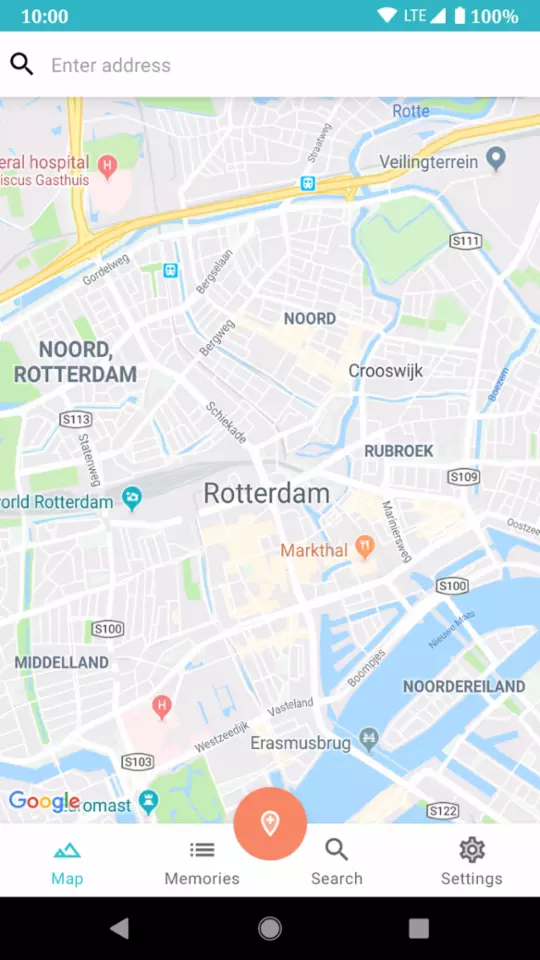 10:00
LTE
100%
Enter address
Rotte
Straatweg
eral hospital
iscus Gasthuis
H
Veilingterrein
S111
Gordelweg
Bergselaan
NOORD
Bergweg
NOORD,
ROTTERDAM
Crooswijk
Boezem
S113
Schiekade
Statenweg
RUBROEK
S109
Rotterdam
orld Rotterdam
Mariniersweg
Oostzee
Markthal
S100
S100
Nieuwe Maas
MIDDELLAND
Boompjes
NOORDEREILAND
H
Vasteland
Westzeedijk
Erasmusbrug
S103
Google
uromast
S122
Map
Memories
Search
Settings